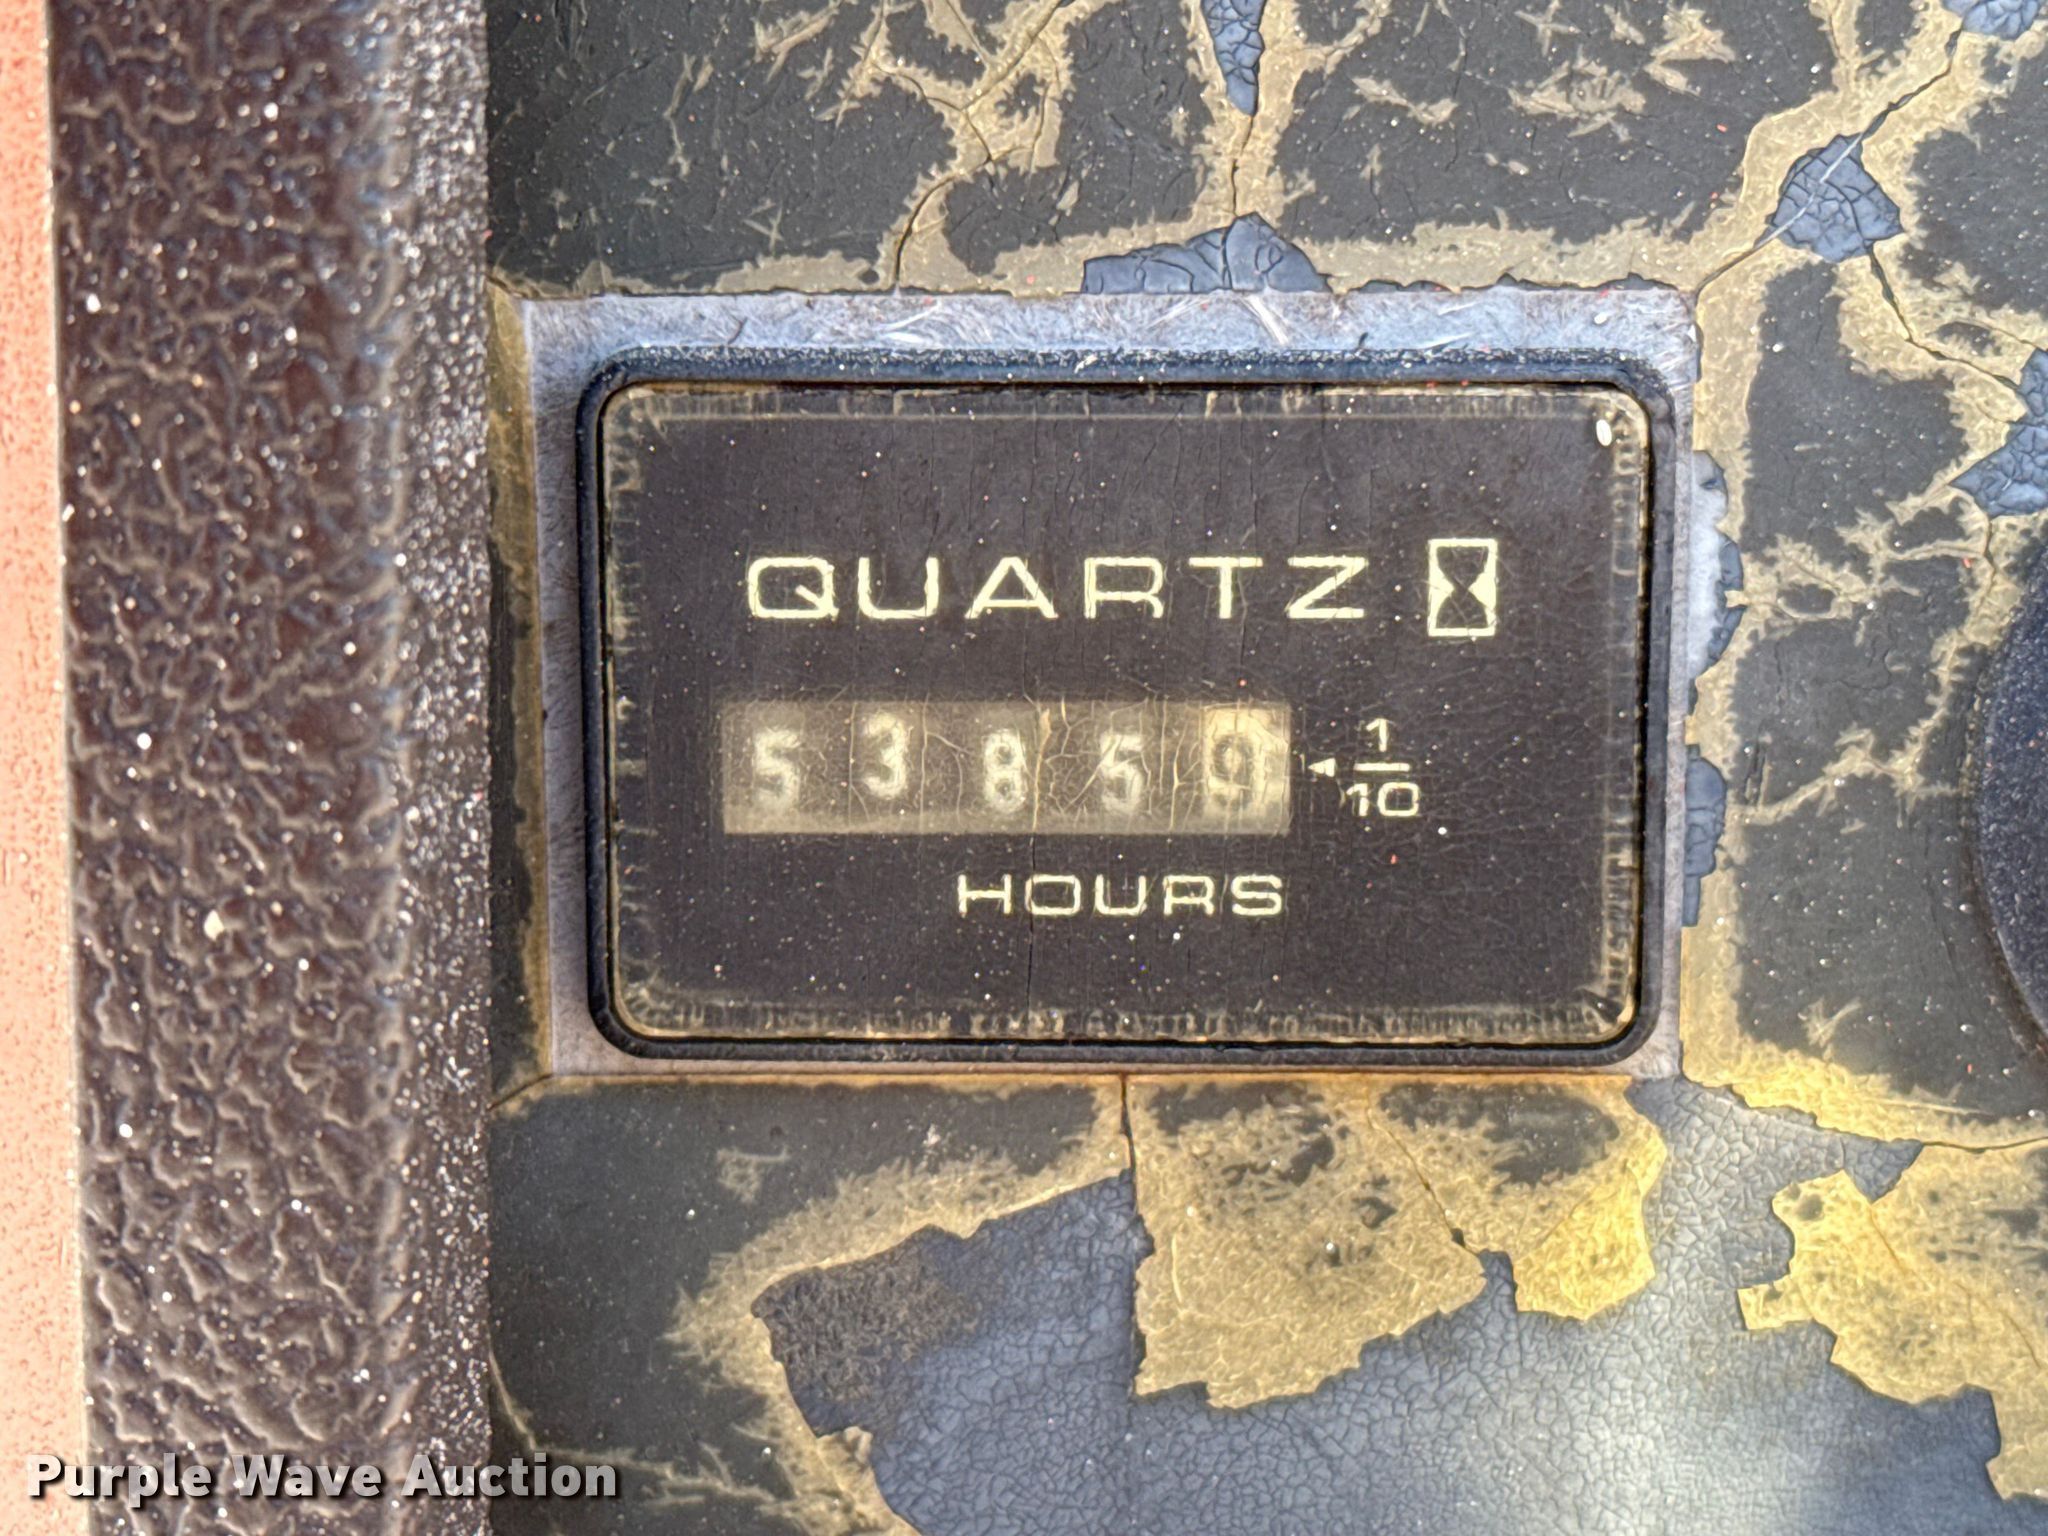 QUARTZ
53859
1
10
HOURS
Purple Wave Auction